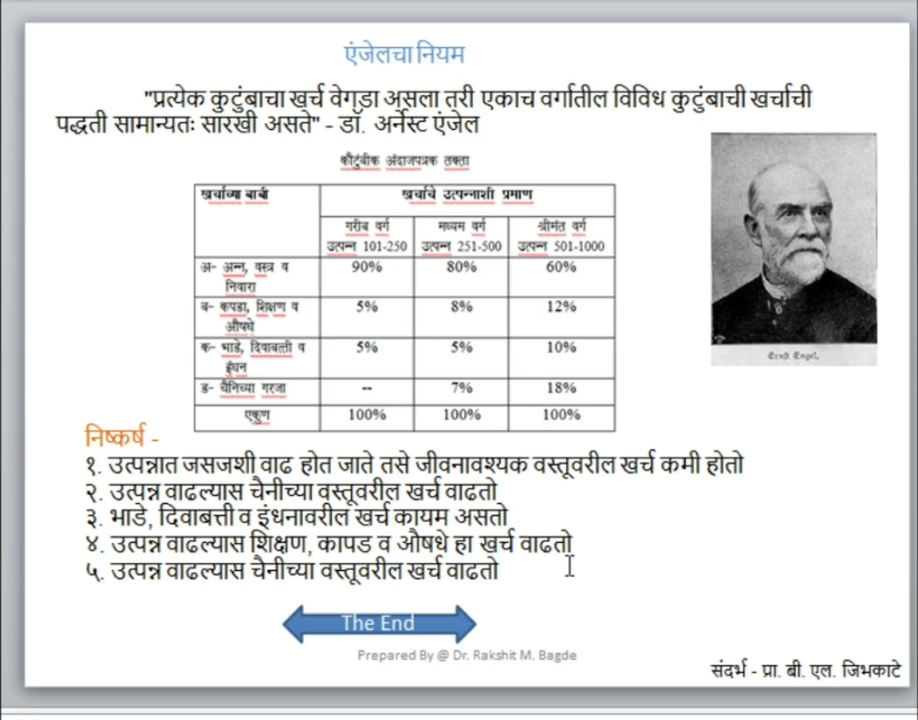 एंजेलचा नियम
"प्रत्येक कुटुंबाचा खर्च वेगडा असला तरी एकाच वर्गातील विविध कुटुंबाची खर्चाची
पद्धती सामान्यतः सारखी असते" - डॉ. अर्नेस्ट एंजेल
कौटुंबीक अंदाजपत्रक तक्ता
खर्चाच्या बाबी खर्चाचे उत्पन्नाशी प्रमाण
गरीब वर्ग मध्यम वर्ग श्रीमंत वर्ग
उत्पन्न 101-250 उत्पन्न 251-500 उत्पन्न 501-1000
अ- अन्न, वस्त्र व 90% 80% 60%
निवारा
ब- कपडा, शिक्षण व 5% 8% 12%
औषधे
क- भाडे, दिवाबत्ती व 5% 5% 10%
इंधन
ड- चैनिच्या गरजा -- 7% 18%
एकुण 100% 100% 100%
Ernst Engel.
निष्कर्ष -
१. उत्पन्नात जसजशी वाढ होत जाते तसे जीवनावश्यक वस्तूवरील खर्च कमी होतो
२. उत्पन्न वाढल्यास चैनीच्या वस्तूवरील खर्च वाढतो
३. भाडे, दिवाबत्ती व इंधनावरील खर्च कायम असतो
४. उत्पन्न वाढल्यास शिक्षण, कापड व औषधे हा खर्च वाढतो
५. उत्पन्न वाढल्यास चैनीच्या वस्तूवरील खर्च वाढतो
The End
Prepared By @ Dr. Rakshit M. Bagde
संदर्भ - प्रा. बी. एल. जिभकाटे